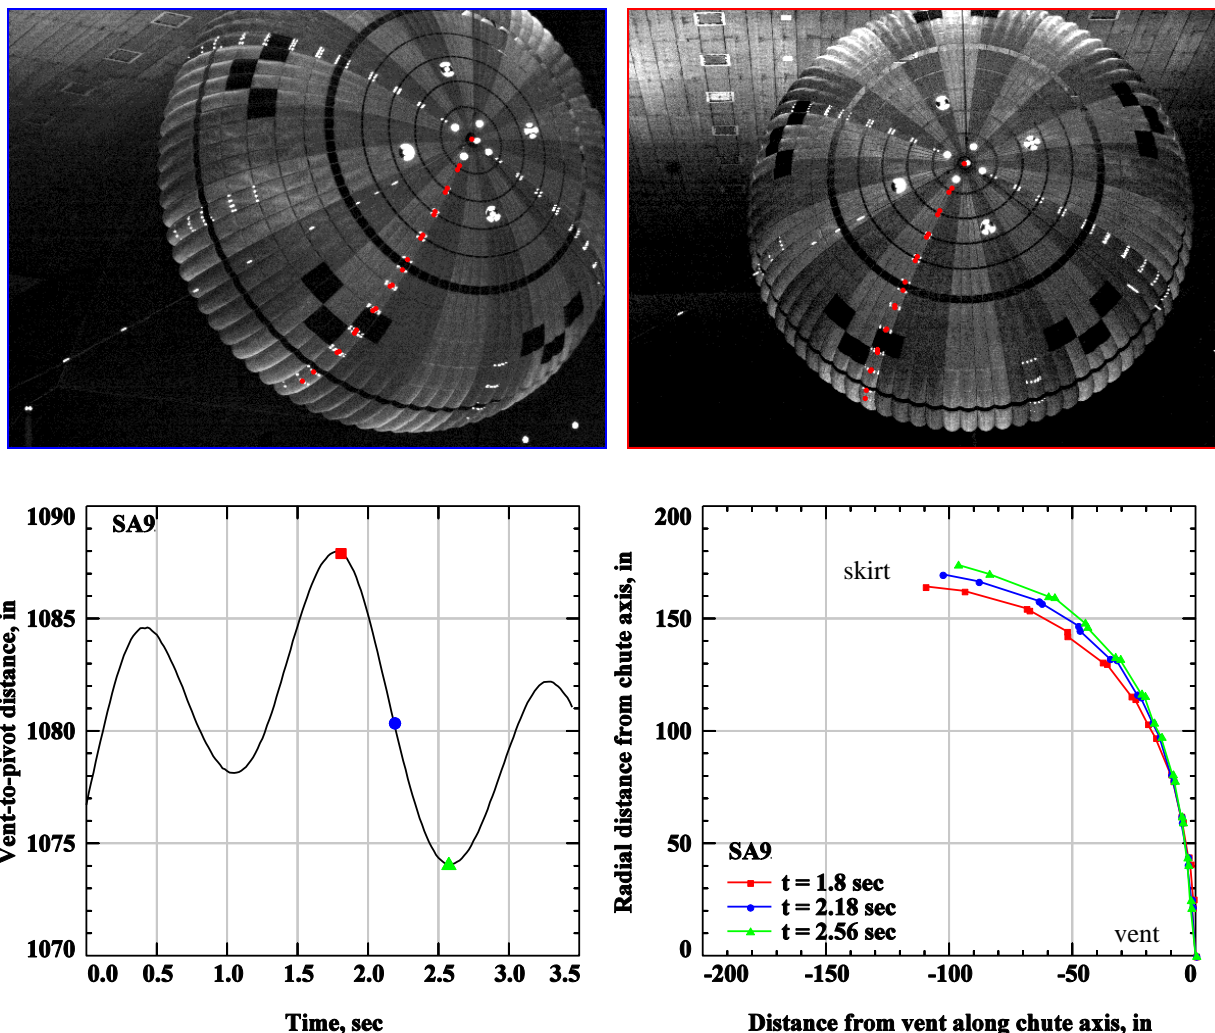 1090
1085
1080
1075
1070
SA9
0.0 0.5 1.0 1.5 2.0 2.5 3.0 3.5
Time, sec
Vent-to-pivot distance, in
200
150
100
50
0
skirt
SA9
t = 1.8 sec
t = 2.18 sec
t = 2.56 sec
vent
-200 -150 -100 -50 0
Distance from vent along chute axis, in
Radial distance from chute axis, in